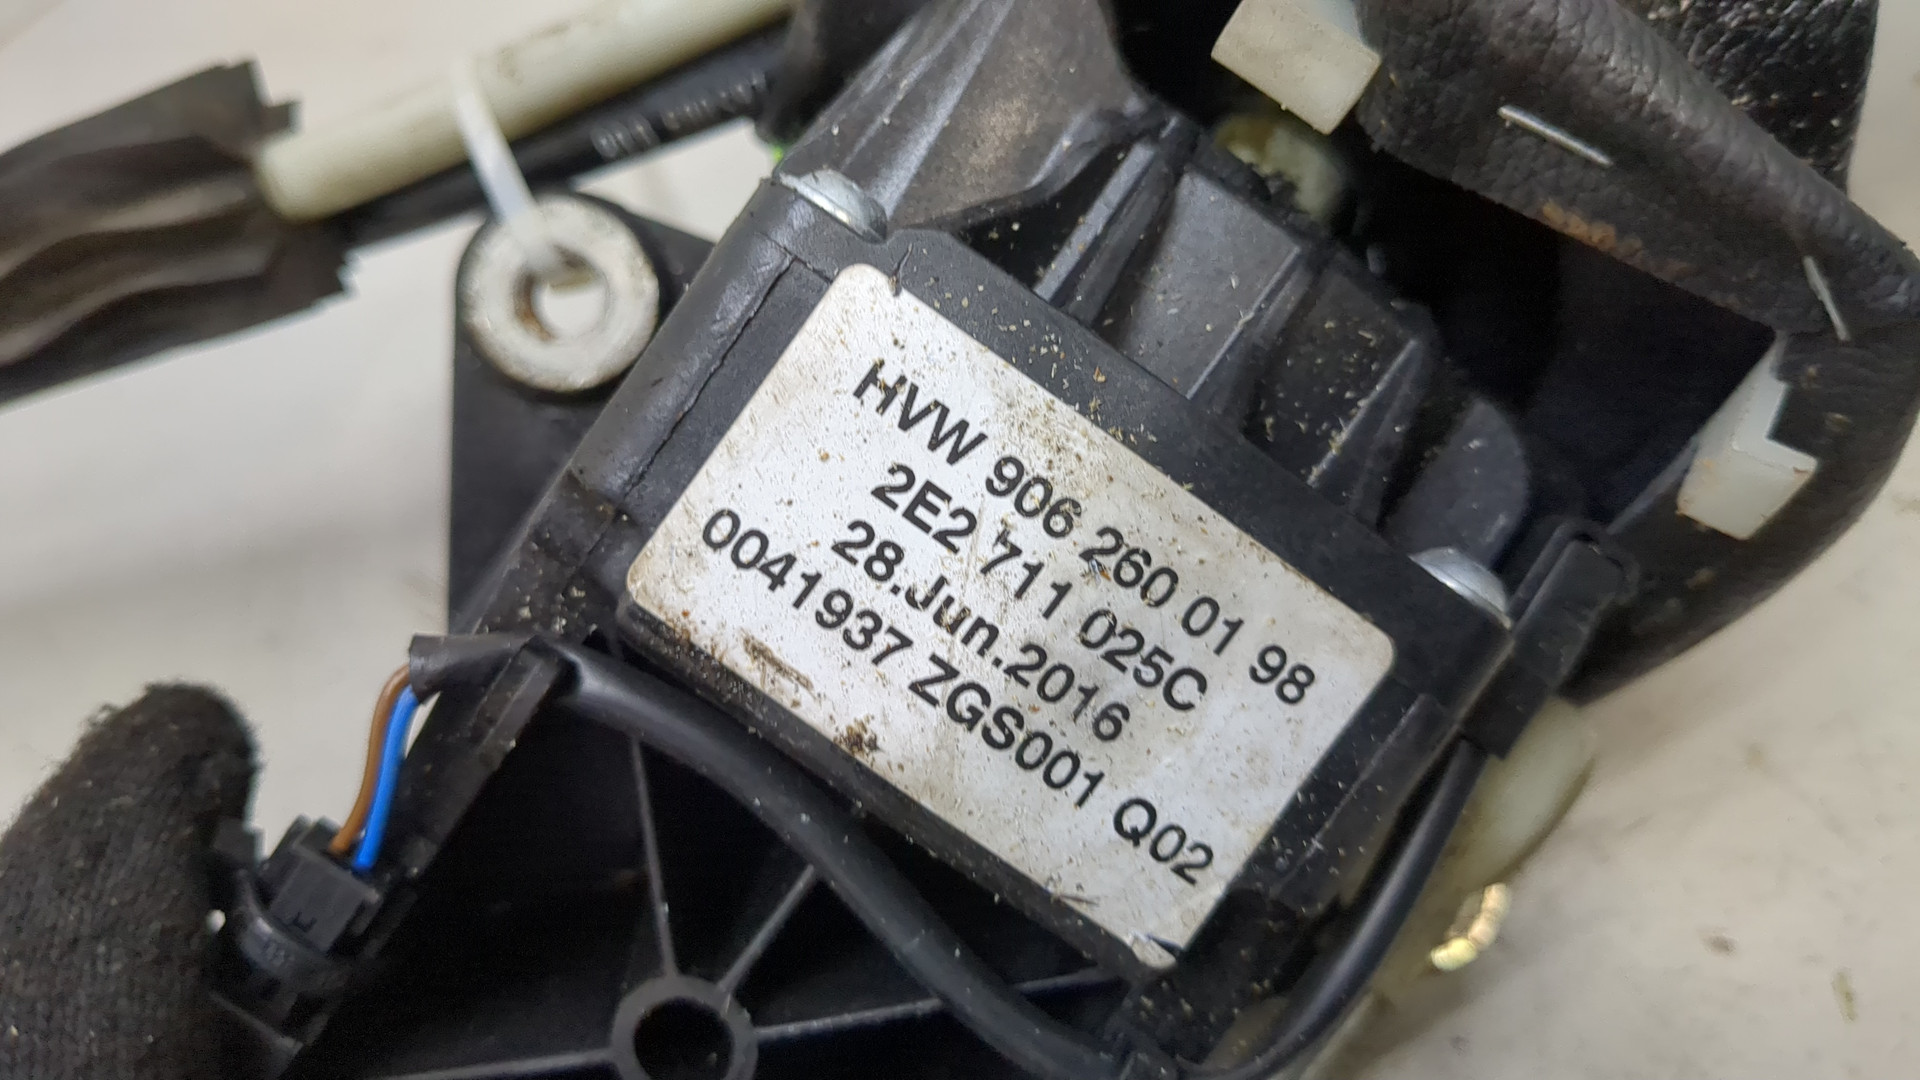 HVW 906 260 01 98
2E2 711 025C
28.Jun.2016
0041937 ZGS001 Q02